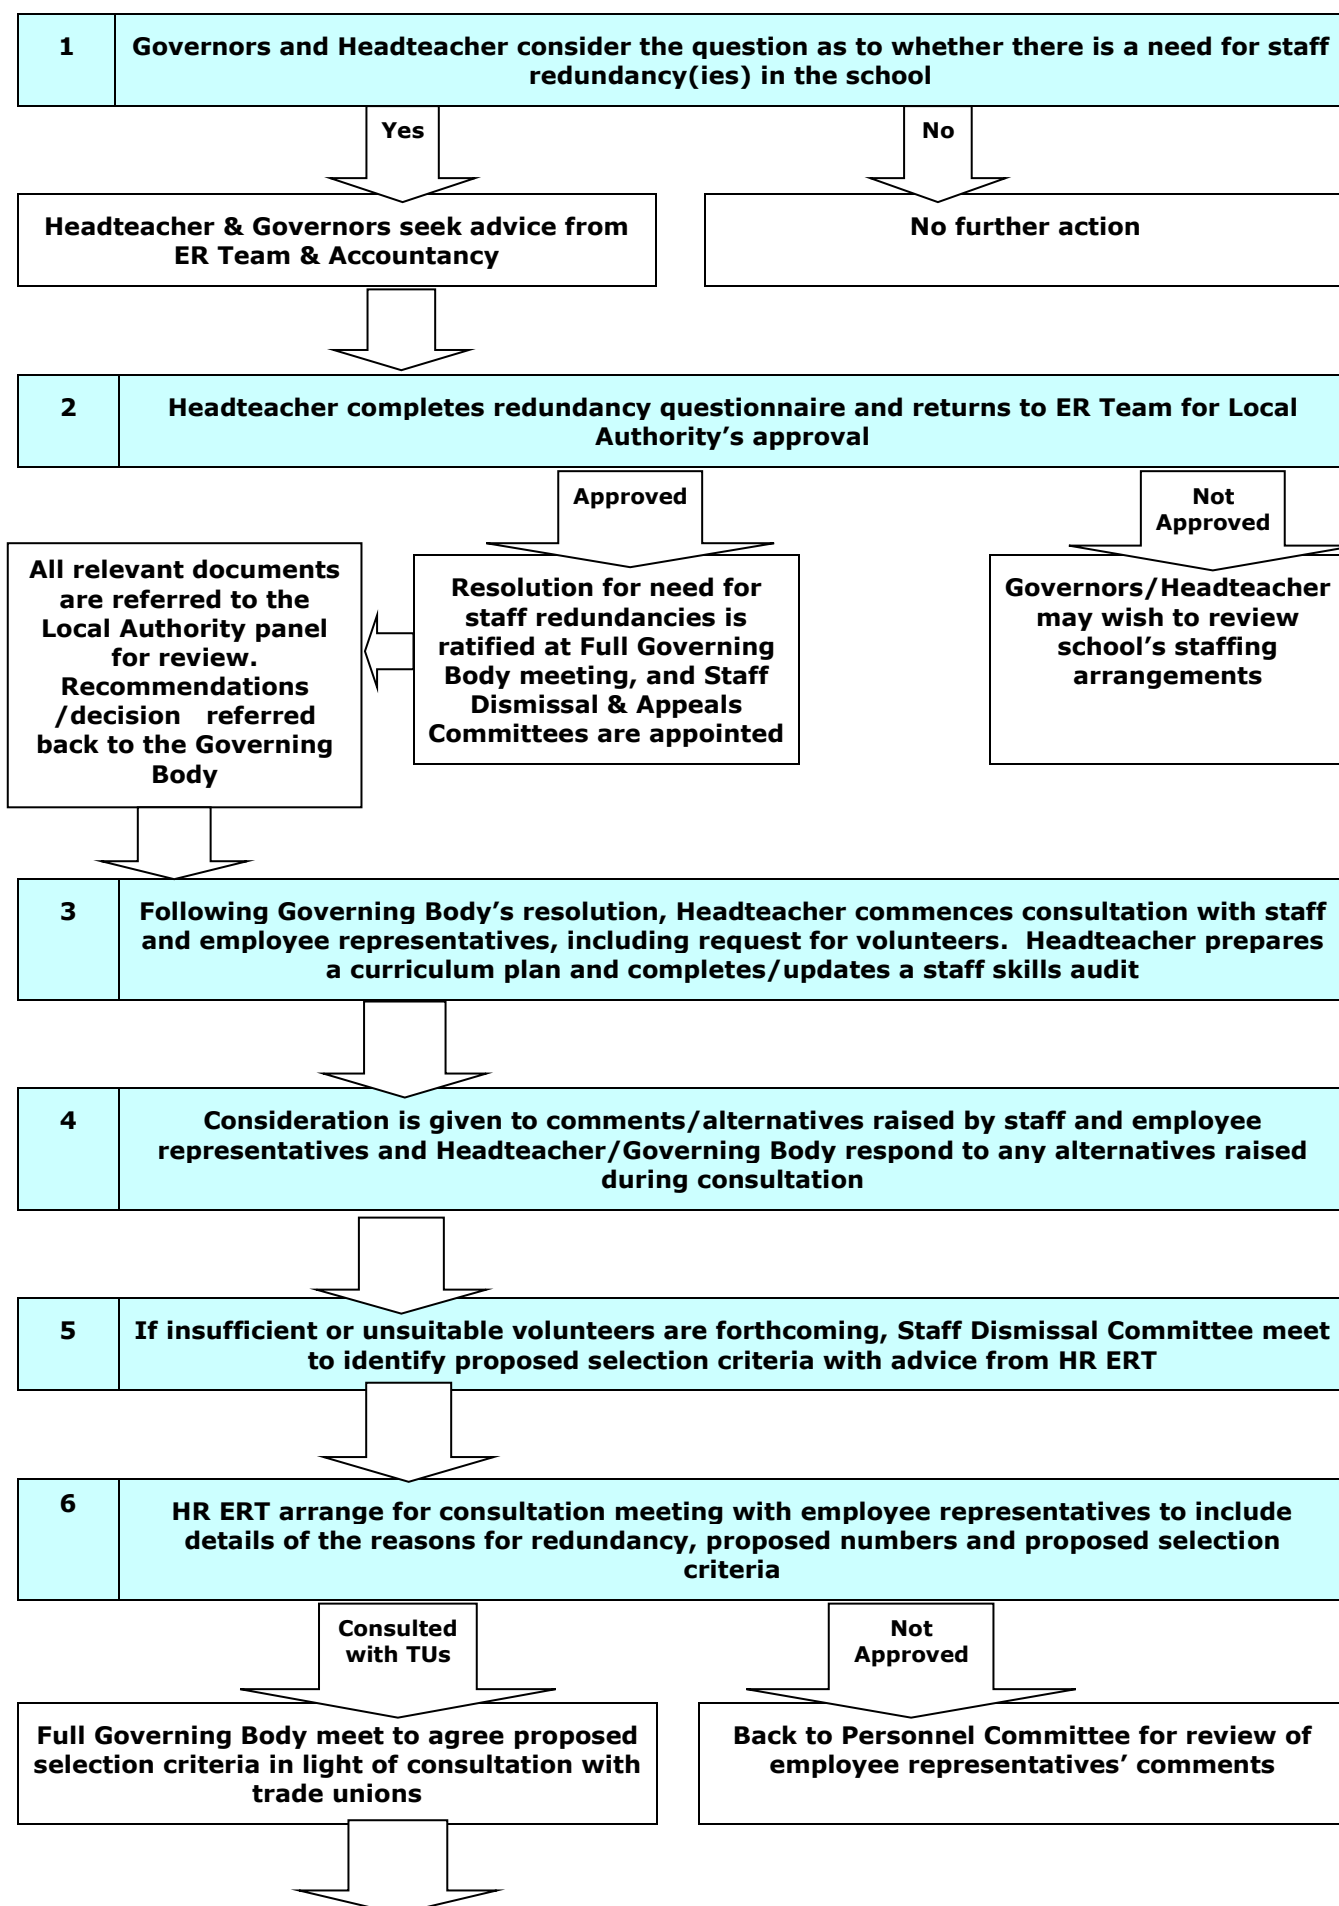 1
Governors and Headteacher consider the question as to whether there is a need for staff
redundancy(ies) in the school
Yes
No
Headteacher & Governors seek advice from
ER Team & Accountancy
No further action
2
Headteacher completes redundancy questionnaire and returns to ER Team for Local
Authority’s approval
Approved
Not
Approved
All relevant documents
are referred to the
Local Authority panel
for review.
Recommendations
/decision referred
back to the Governing
Body
Resolution for need for
staff redundancies is
ratified at Full Governing
Body meeting, and Staff
Dismissal & Appeals
Committees are appointed
Governors/Headteacher
may wish to review
school’s staffing
arrangements
3
Following Governing Body’s resolution, Headteacher commences consultation with staff
and employee representatives, including request for volunteers. Headteacher prepares
a curriculum plan and completes/updates a staff skills audit
4
Consideration is given to comments/alternatives raised by staff and employee
representatives and Headteacher/Governing Body respond to any alternatives raised
during consultation
5
If insufficient or unsuitable volunteers are forthcoming, Staff Dismissal Committee meet
to identify proposed selection criteria with advice from HR ERT
6
HR ERT arrange for consultation meeting with employee representatives to include
details of the reasons for redundancy, proposed numbers and proposed selection
criteria
Consulted
with TUs
Not
Approved
Full Governing Body meet to agree proposed
selection criteria in light of consultation with
trade unions
Back to Personnel Committee for review of
employee representatives’ comments